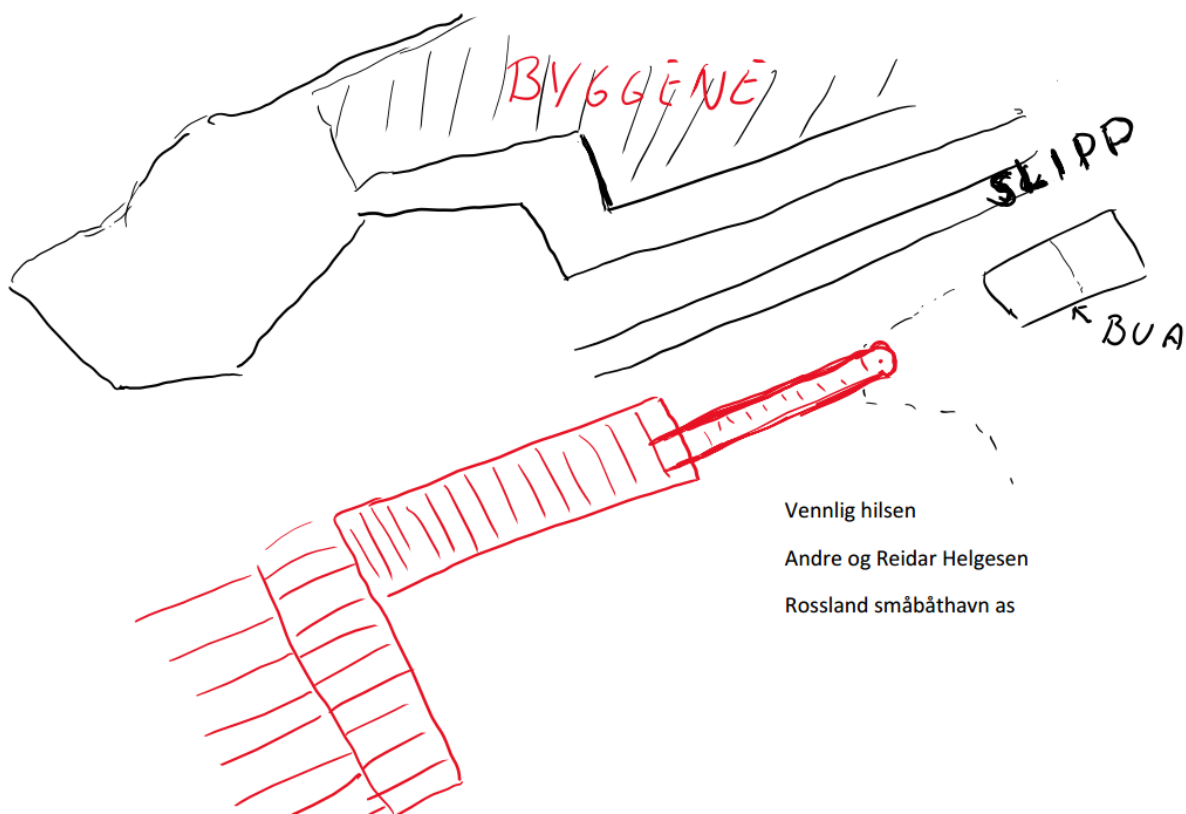 BYGGENE
SLIPP
BUA
Vennlig hilsen
Andre og Reidar Helgesen
Rossland småbåthavn as